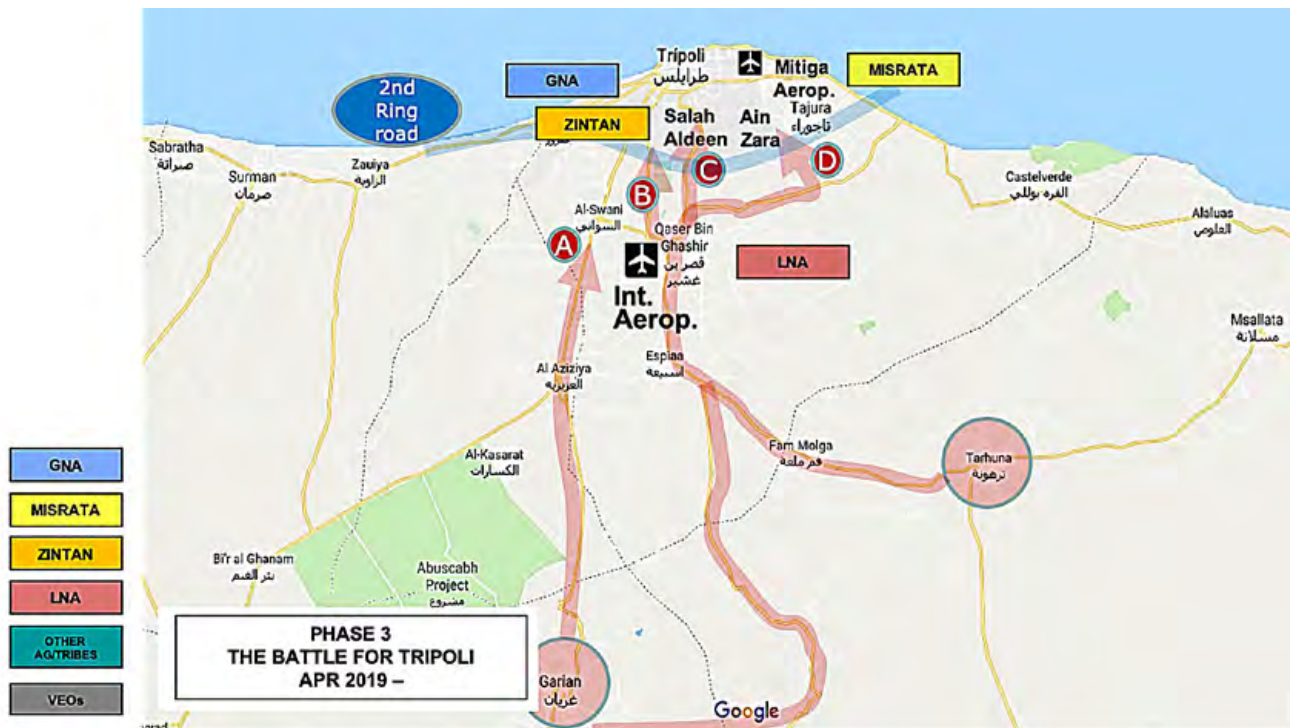 GNA
ZINTAN
MISRATA
2nd
Ring
road
Tripoli
طرابلس
Mitiga
Aerop.
Tajura
تاجوراء
Salah
Aldeen
Ain
Zara
Sabratha
صبراتة
Surman
صرمان
Zauiya
الزاوية
Castelverde
القره بوللي
Alaluas
العلوص
A
B
C
D
Al-Swani
السواني
Qaser Bin
Ghashir
قصر بن
غشير
LNA
Int.
Aerop.
Msallata
مسلاتة
Al Aziziya
العزيزية
Espiaa
اسبيعة
Al-Kasarat
الكسارات
Fam Molga
فم ملغة
Tarhuna
ترهونة
Bi'r al Ghanam
بئر الغنم
Abuscabh
Project
مشروع
Garian
غريان
Google
GNA
MISRATA
ZINTAN
LNA
OTHER
AG/TRIBES
VEOs
PHASE 3
THE BATTLE FOR TRIPOLI
APR 2019 –